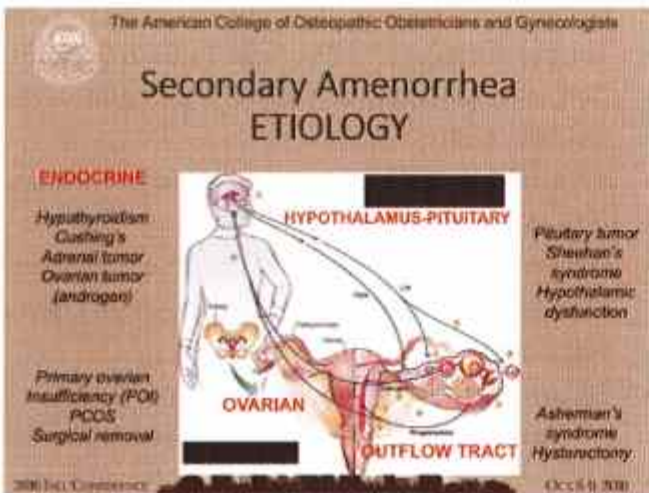 The American College of Osteopathic Obstetricians and Gynecologists
Secondary Amenorrhea
ETIOLOGY
ENDOCRINE
Hypothyroidism
Cushing's
Adrenal tumor
Ovarian tumor
(androgen)
HYPOTHALAMUS-PITUITARY
Pituitary tumor
Sheehan's
syndrome
Hypothalamic
dysfunction
Primary ovarian
Insufficiency (POI)
PCOS
Surgical removal
OVARIAN
OUTFLOW TRACT
Asherman's
syndrome
Hysterectomy